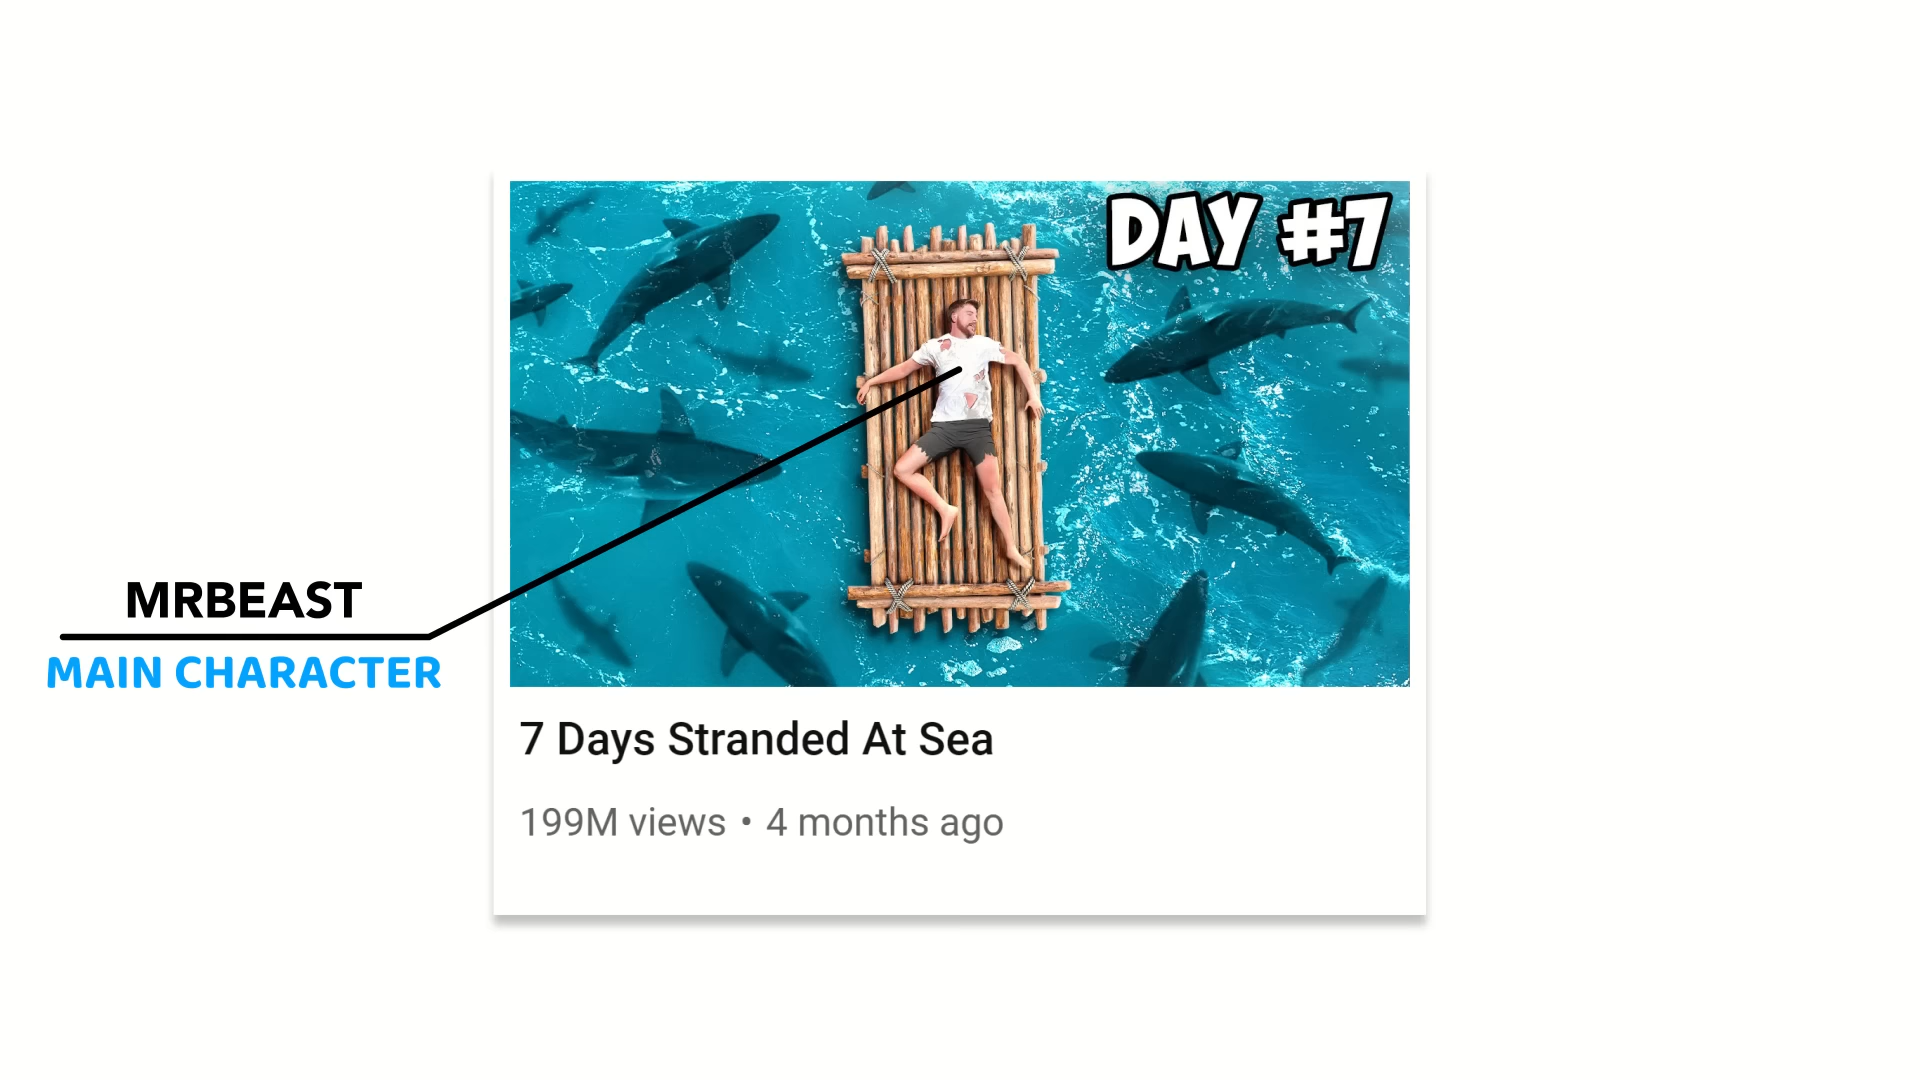 DAY #7
MRBEAST
MAIN CHARACTER
7 Days Stranded At Sea
199M views • 4 months ago